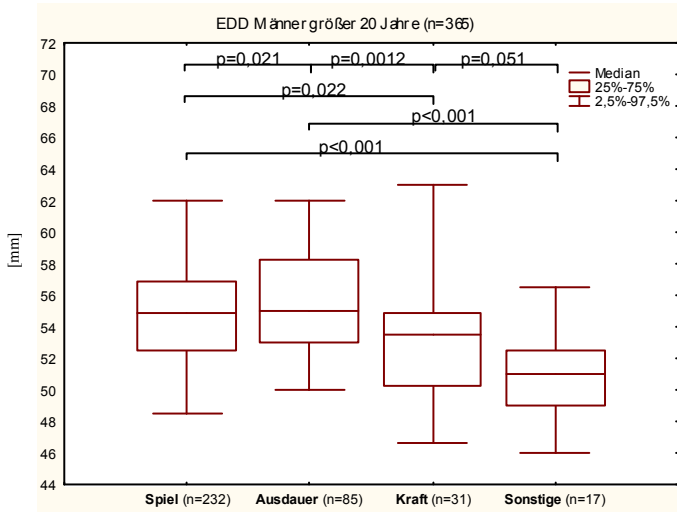 EDD Männer größer 20 Jahre (n=365)
72
70
68
66
64
62
60
58
56
54
52
50
48
46
44
[mm]
p=0,021
p=0,0012
p=0,051
p=0,022
p<0,001
p<0,001
Median
25%-75%
2,5%-97,5%
Spiel (n=232) Ausdauer (n=85) Kraft (n=31) Sonstige (n=17)